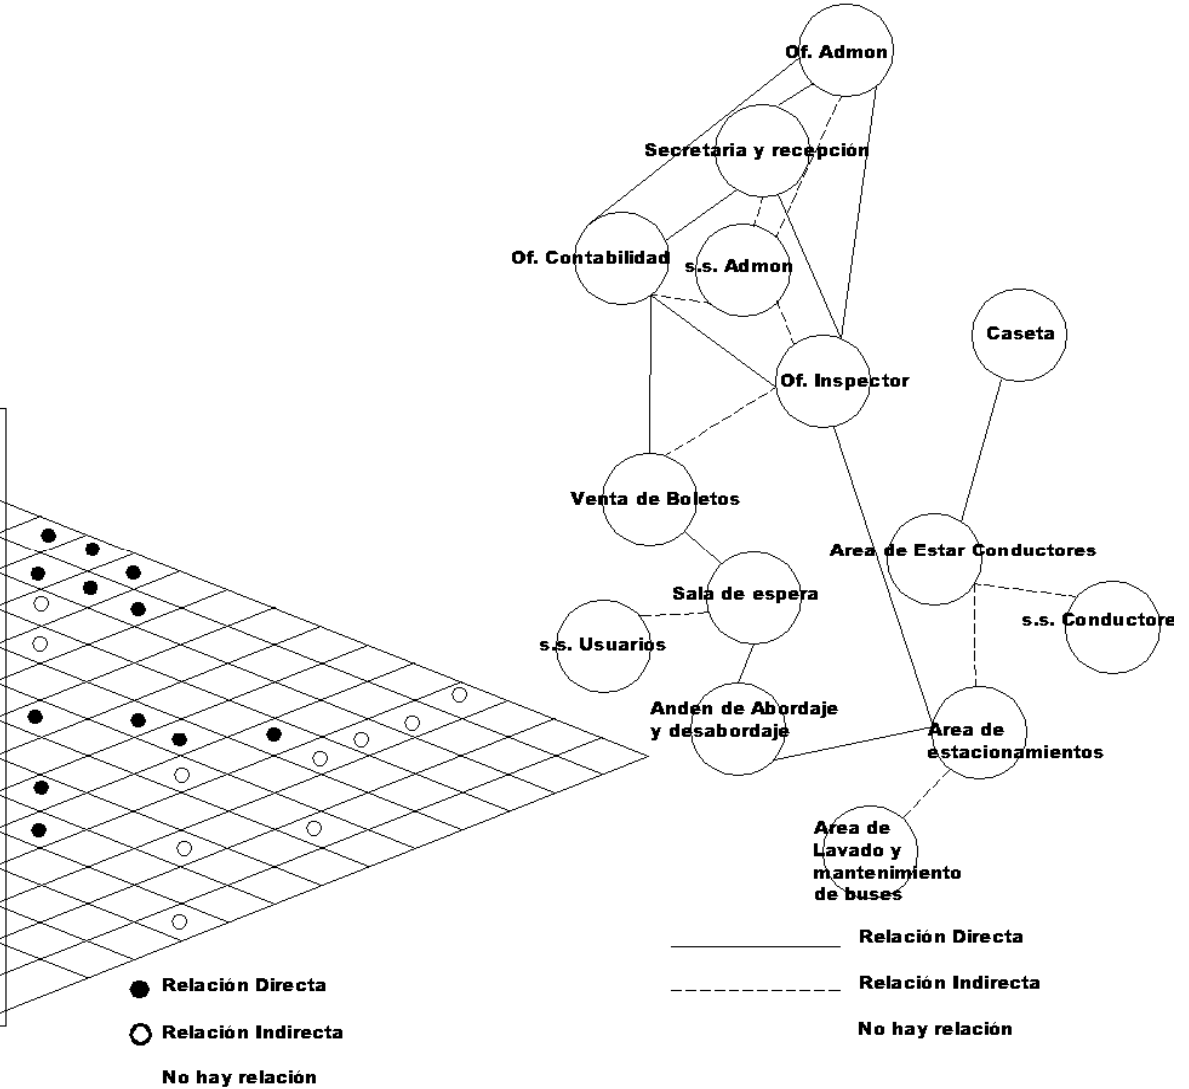 Of. Admon
Secretaria y recepción
Of. Contabilidad
s.s. Admon
Caseta
Of. Inspector
Venta de Boletos
Area de Estar Conductores
Sala de espera
s.s. Conductore
s.s. Usuarios
Anden de Abordaje
y desabordaje
Area de
estacionamientos
Area de
Lavado y
mantenimiento
de buses
Relación Directa
Relación Indirecta
No hay relación
Relación Directa
Relación Indirecta
No hay relación